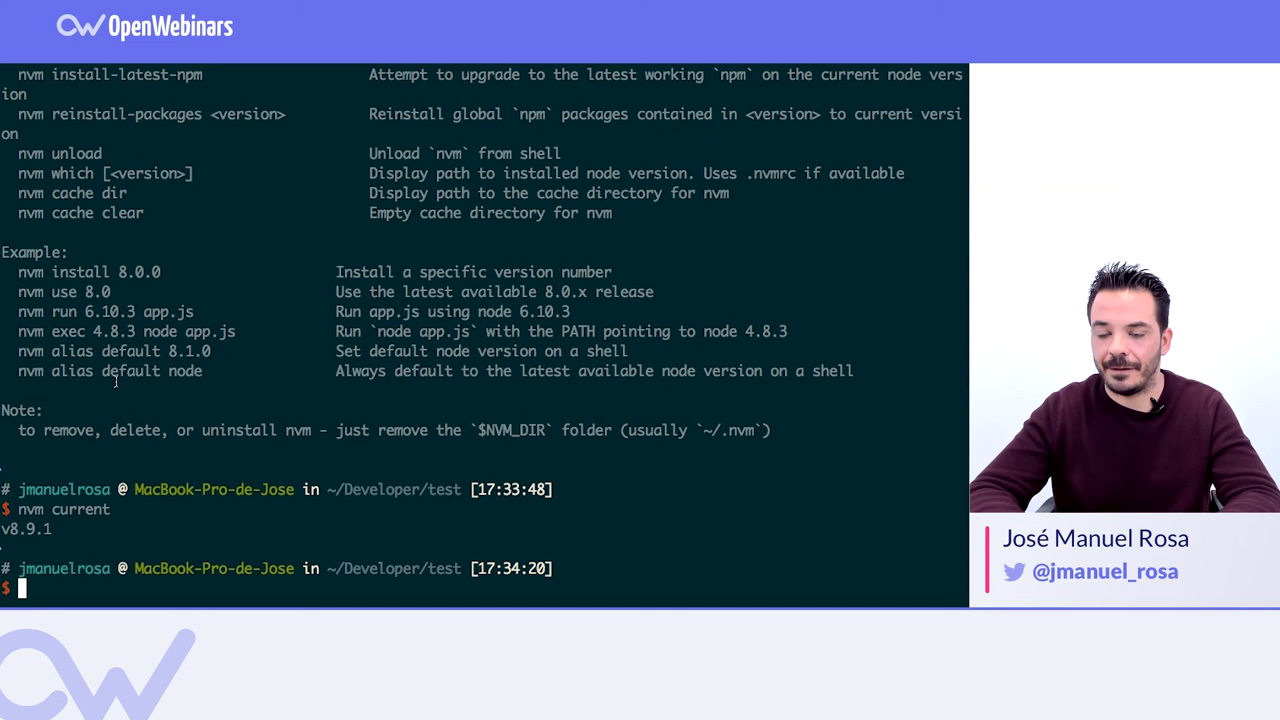 OpenWebinars
nvm install-latest-npm Attempt to upgrade to the latest working `npm` on the current node vers
ion
nvm reinstall-packages <version> Reinstall global `npm` packages contained in <version> to current versi
on
nvm unload Unload `nvm` from shell
nvm which [<version>] Display path to installed node version. Uses .nvmrc if available
nvm cache dir Display path to the cache directory for nvm
nvm cache clear Empty cache directory for nvm
Example:
nvm install 8.0.0 Install a specific version number
nvm use 8.0 Use the latest available 8.0.x release
nvm run 6.10.3 app.js Run app.js using node 6.10.3
nvm exec 4.8.3 node app.js Run `node app.js` with the PATH pointing to node 4.8.3
nvm alias default 8.1.0 Set default node version on a shell
nvm alias default node Always default to the latest available node version on a shell
Note:
to remove, delete, or uninstall nvm - just remove the `$NVM_DIR` folder (usually `~/.nvm`)
# jmanuelrosa @ MacBook-Pro-de-Jose in ~/Developer/test [17:33:48]
$ nvm current
v8.9.1
# jmanuelrosa @ MacBook-Pro-de-Jose in ~/Developer/test [17:34:20]
$
José Manuel Rosa
@jmanuel_rosa